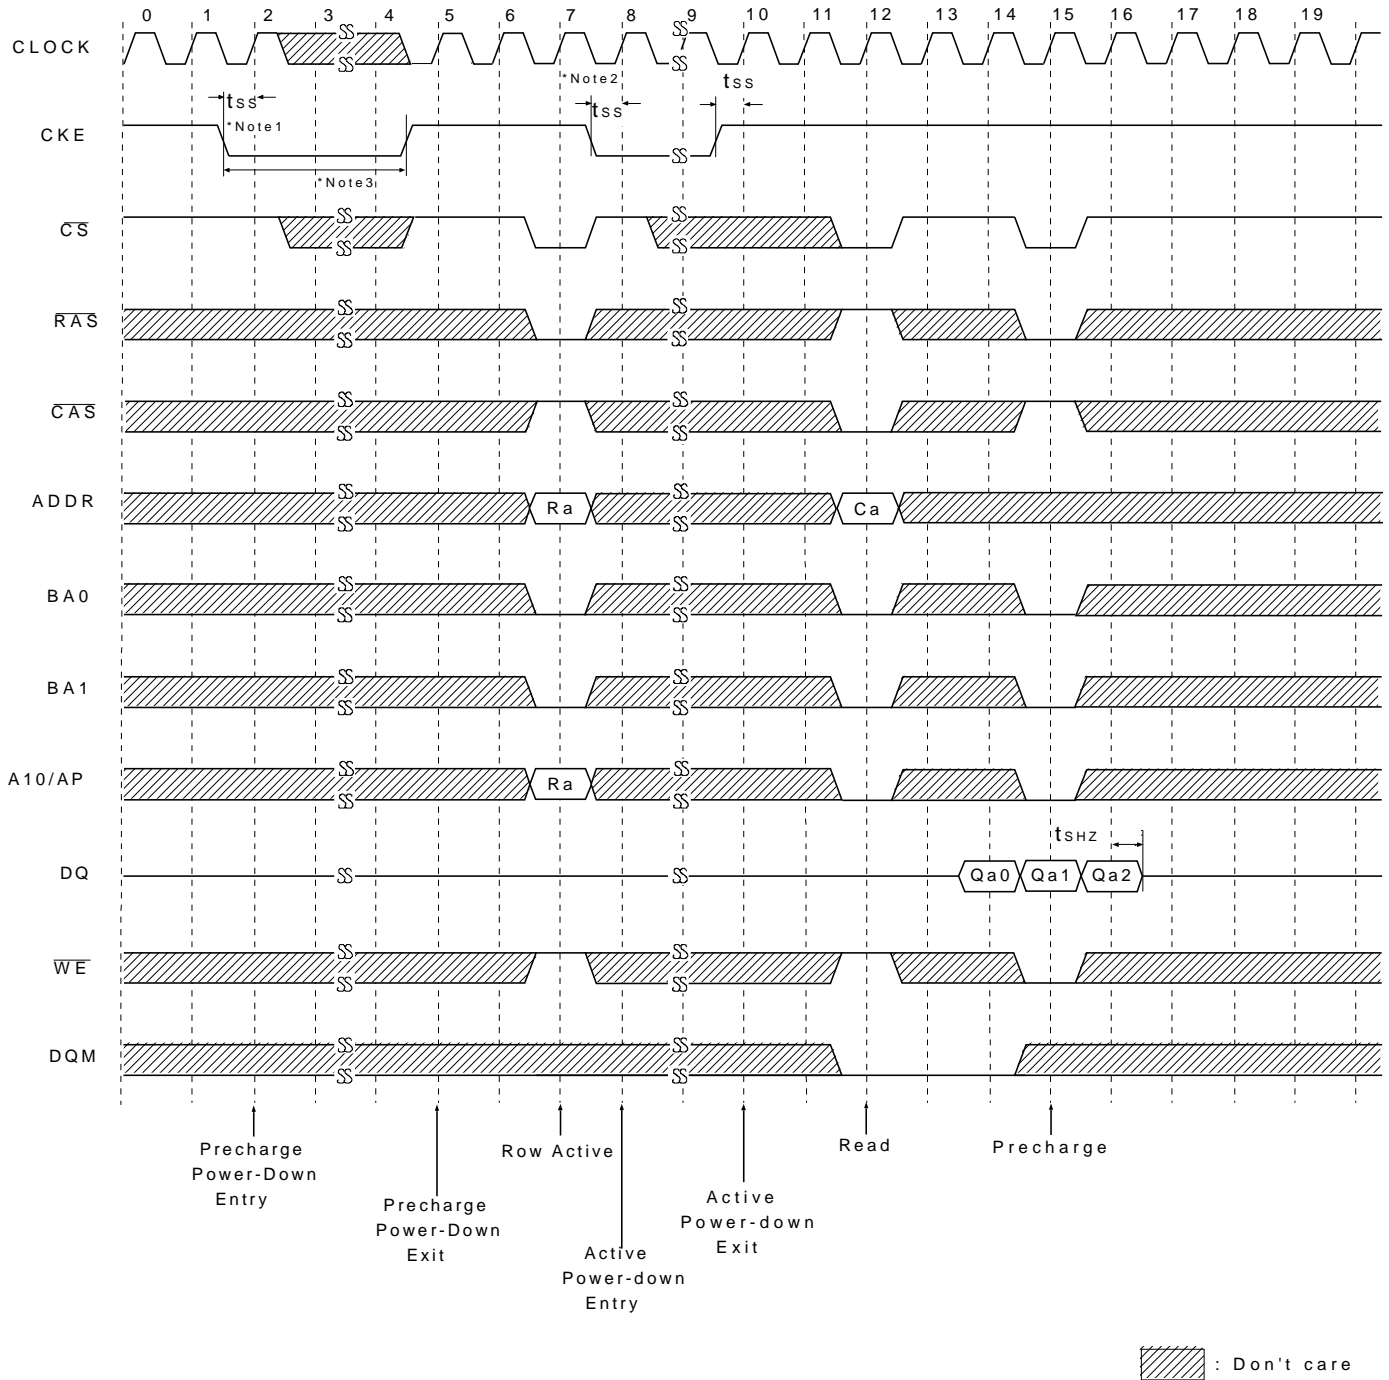 0 1 2 3 4 5 6 7 8 9 10 11 12 13 14 15 16 17 18 19
CLOCK
*Note2
tSS
tSS
tSS
*Note1
CKE
*Note3
CS
RAS
CAS
ADDR
Ra
Ca
BA0
BA1
A10/AP
Ra
tSHZ
DQ
Qa0
Qa1
Qa2
WE
DQM
Precharge
Power-Down
Entry
Precharge
Power-Down
Exit
Row Active
Active
Power-down
Entry
Active
Power-down
Exit
Read
Precharge
: Don't care